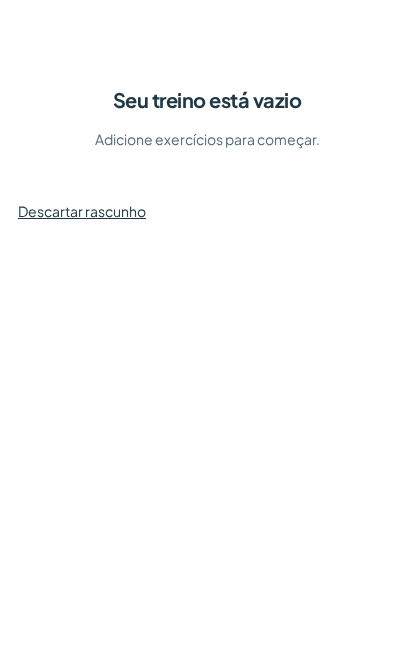 Seu treino está vazio
Adicione exercícios para começar.
Descartar rascunho